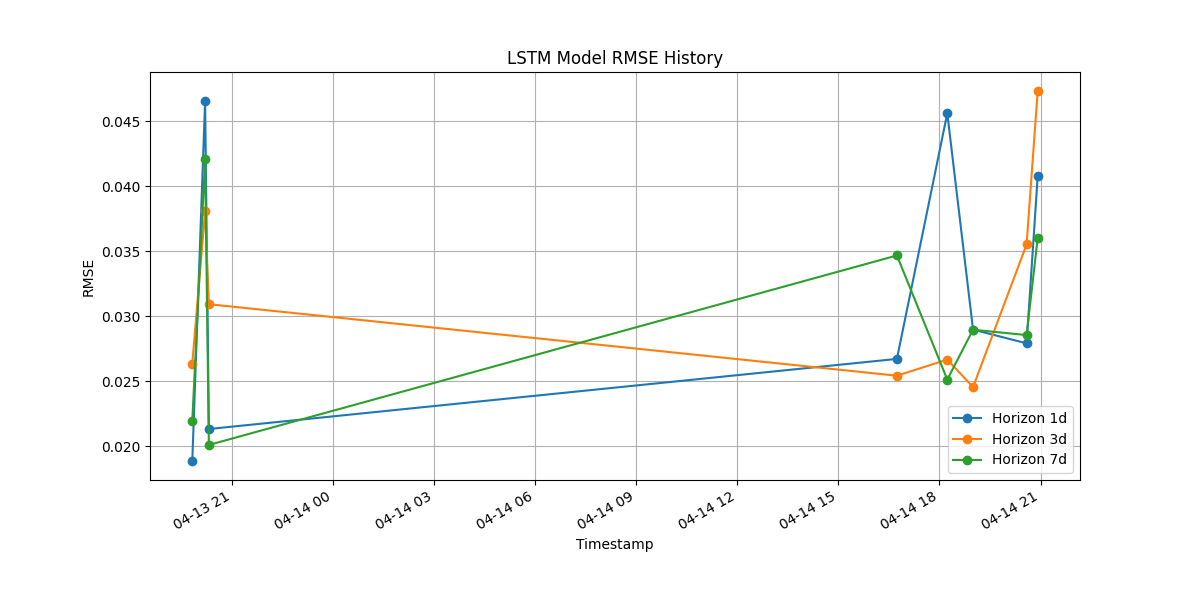 LSTM Model RMSE History
RMSE
0.045
0.040
0.035
0.030
0.025
0.020
Horizon 1d
Horizon 3d
Horizon 7d
04-13 21
04-14 00
04-14 03
04-14 06
04-14 09
04-14 12
04-14 15
04-14 18
04-14 21
Timestamp